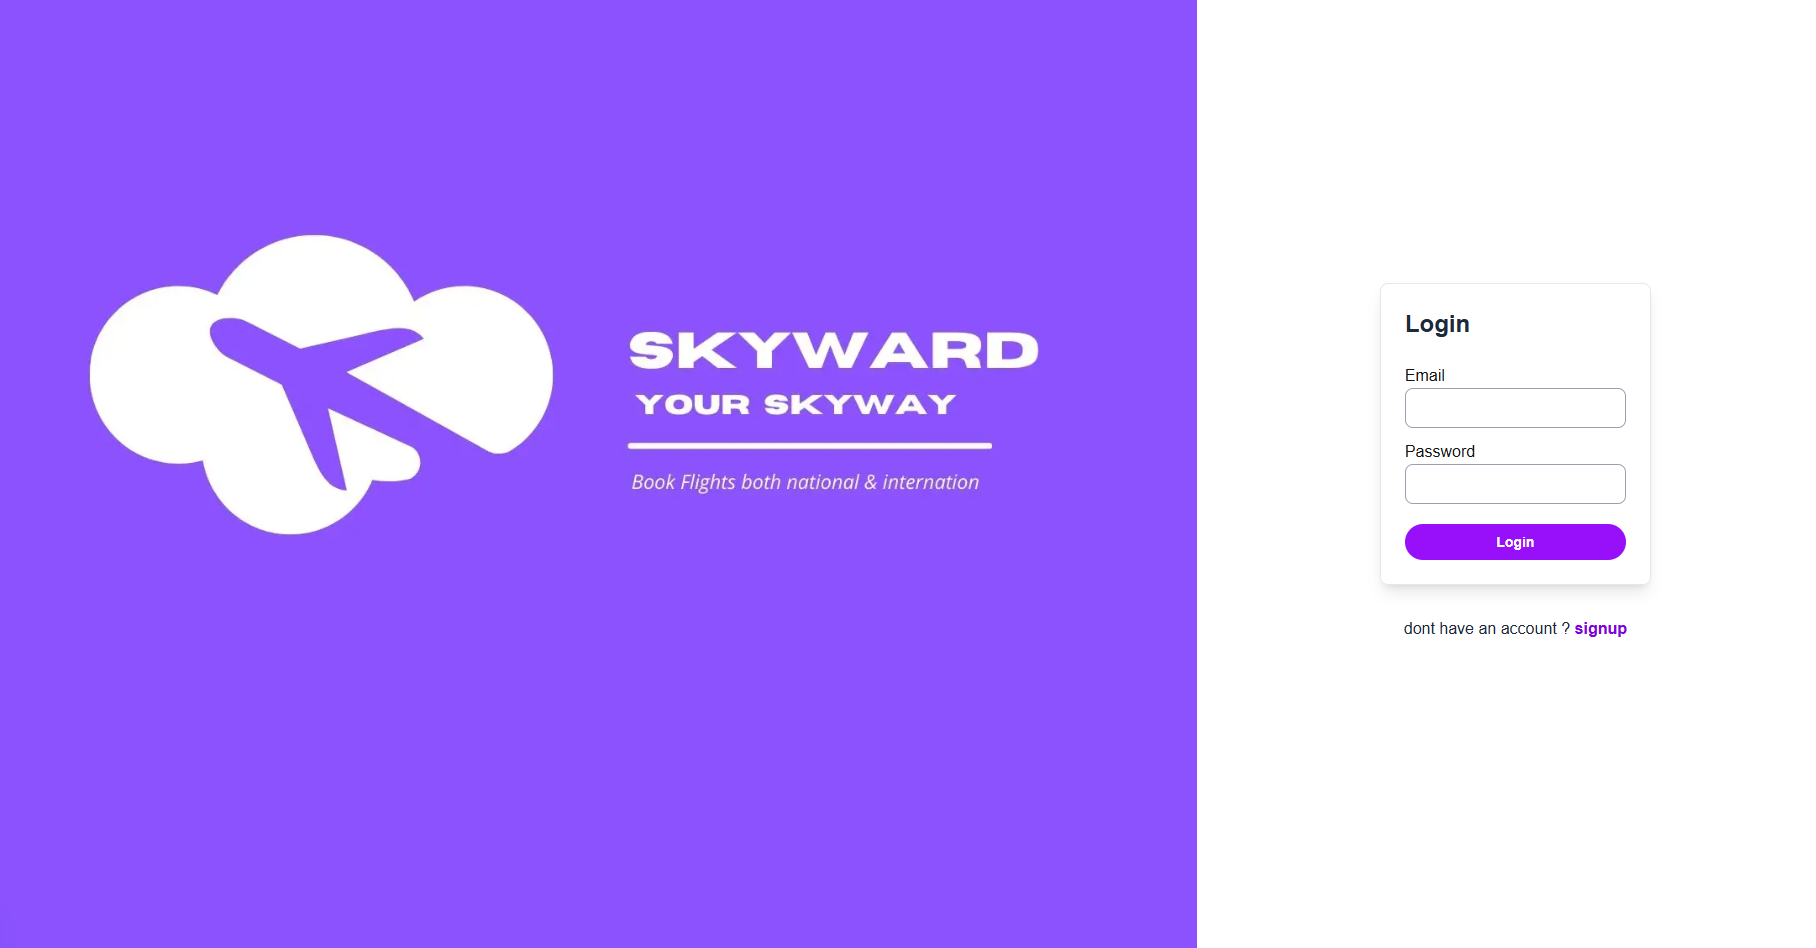 SKYWARD
YOUR SKYWAY
Book Flights both national & internation
Login
Email
Password
Login
dont have an account ? signup